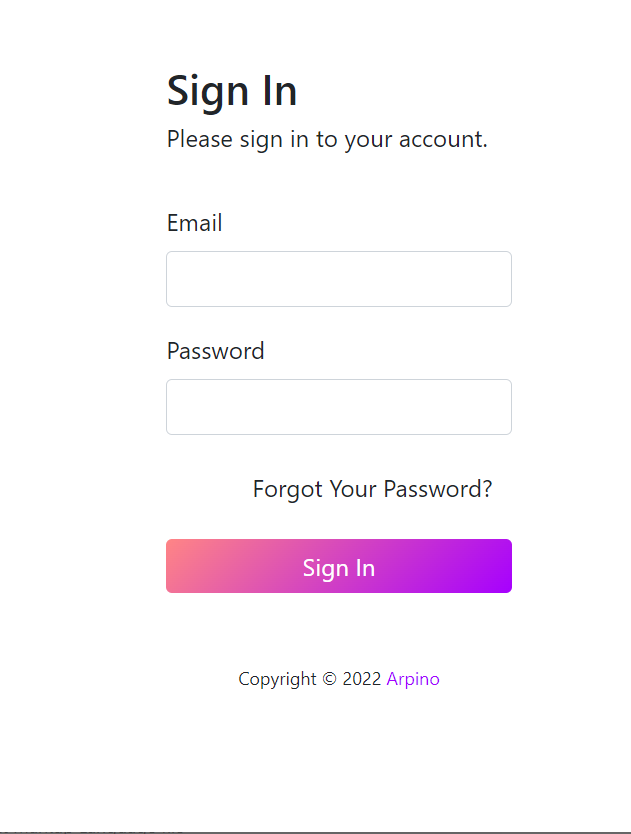 Sign In
Please sign in to your account.
Email
Password
Forgot Your Password?
Sign In
Copyright © 2022 Arpino